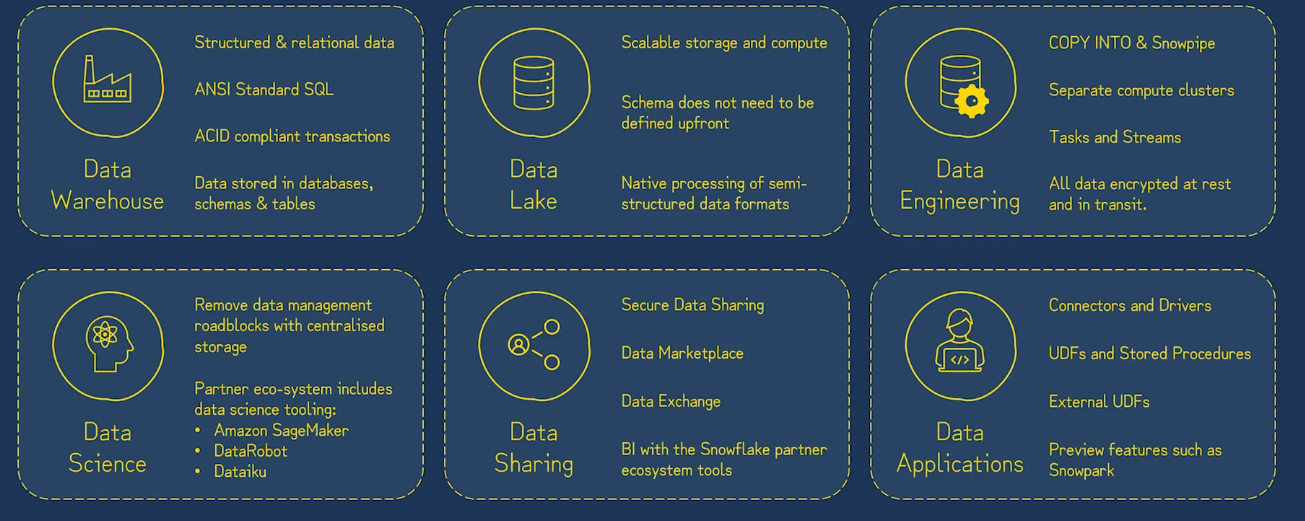 Structured & relational data
ANSI Standard SQL
ACID compliant transactions
Data stored in databases,
schemas & tables
Data
Warehouse
Scalable storage and compute
Schema does not need to be
defined upfront
Native processing of semi-
structured data formats
Data
Lake
COPY INTO & Snowpipe
Separate compute clusters
Tasks and Streams
All data encrypted at rest
and in transit.
Data
Engineering
Remove data management
roadblocks with centralised
storage
Partner eco-system includes
data science tooling:
• Amazon SageMaker
• DataRobot
• Dataiku
Data
Science
Secure Data Sharing
Data Marketplace
Data Exchange
BI with the Snowflake partner
ecosystem tools
Data
Sharing
Connectors and Drivers
UDFs and Stored Procedures
External UDFs
Preview features such as
Snowpark
Data
Applications